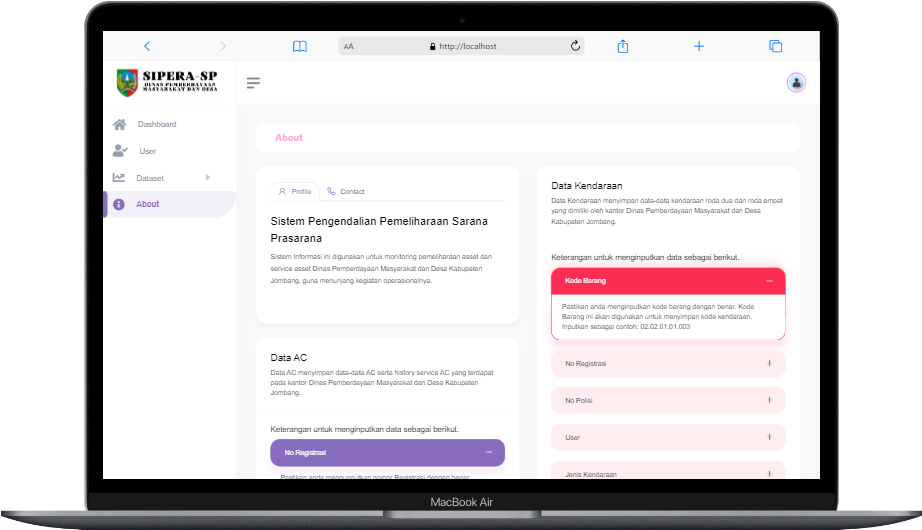 AA
http://localhost
SIPERA-SP
DINAS PEMBERDAYAAN
MASYARAKAT DAN DESA
Dashboard
User
Dataset
About
About
Profile
Contact
Sistem Pengendalian Pemeliharaan Sarana
Prasarana
Sistem Informasi ini digunakan untuk monitoring pemeliharaan asset dan
service asset Dinas Pemberdayaan Masyarakat dan Desa Kabupaten
Jombang, guna menunjang kegiatan operasionalnya.
Data AC
Data AC menyimpan data-data AC serta history service AC yang terdapat
pada kantor Dinas Pemberdayaan Masyarakat dan Desa Kabupaten
Jombang.
Keterangan untuk menginputkan data sebagai berikut.
No Registrasi
Pastikan anda menggunputkan nomor Registrasi dengan benar.
Data Kendaraan
Data Kendaraan menyimpan data-data kendaraan roda dua dan roda empat
yang dimiliki oleh kantor Dinas Pemberdayaan Masyarakat dan Desa
Kabupaten Jombang.
Keterangan untuk menginputkan data sebagai berikut.
Kode Barang
Pastikan anda menginputkan kode barang dengan benar. Kode
Barang ini akan digunakan untuk menyimpan kode kendaraan.
Inputkan sebagai contoh: 02.02.01.01.003
No Registrasi
No Polisi
User
Jenis Kendaraan
MacBook Air